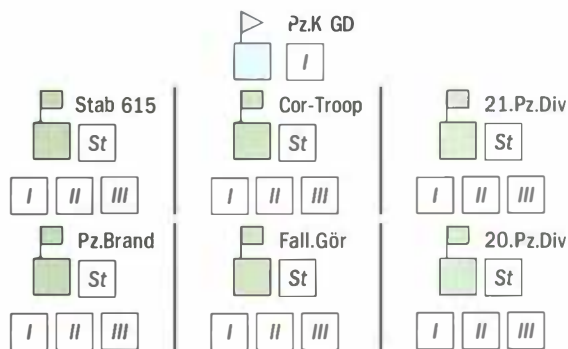 Pz.K GD
I
Stab 615 Cor-Troop 21.Pz.Div
St St St
I II III I II III I II III
Pz.Brand Fall.Gör 20.Pz.Div
St St St
I II III I II III I II III